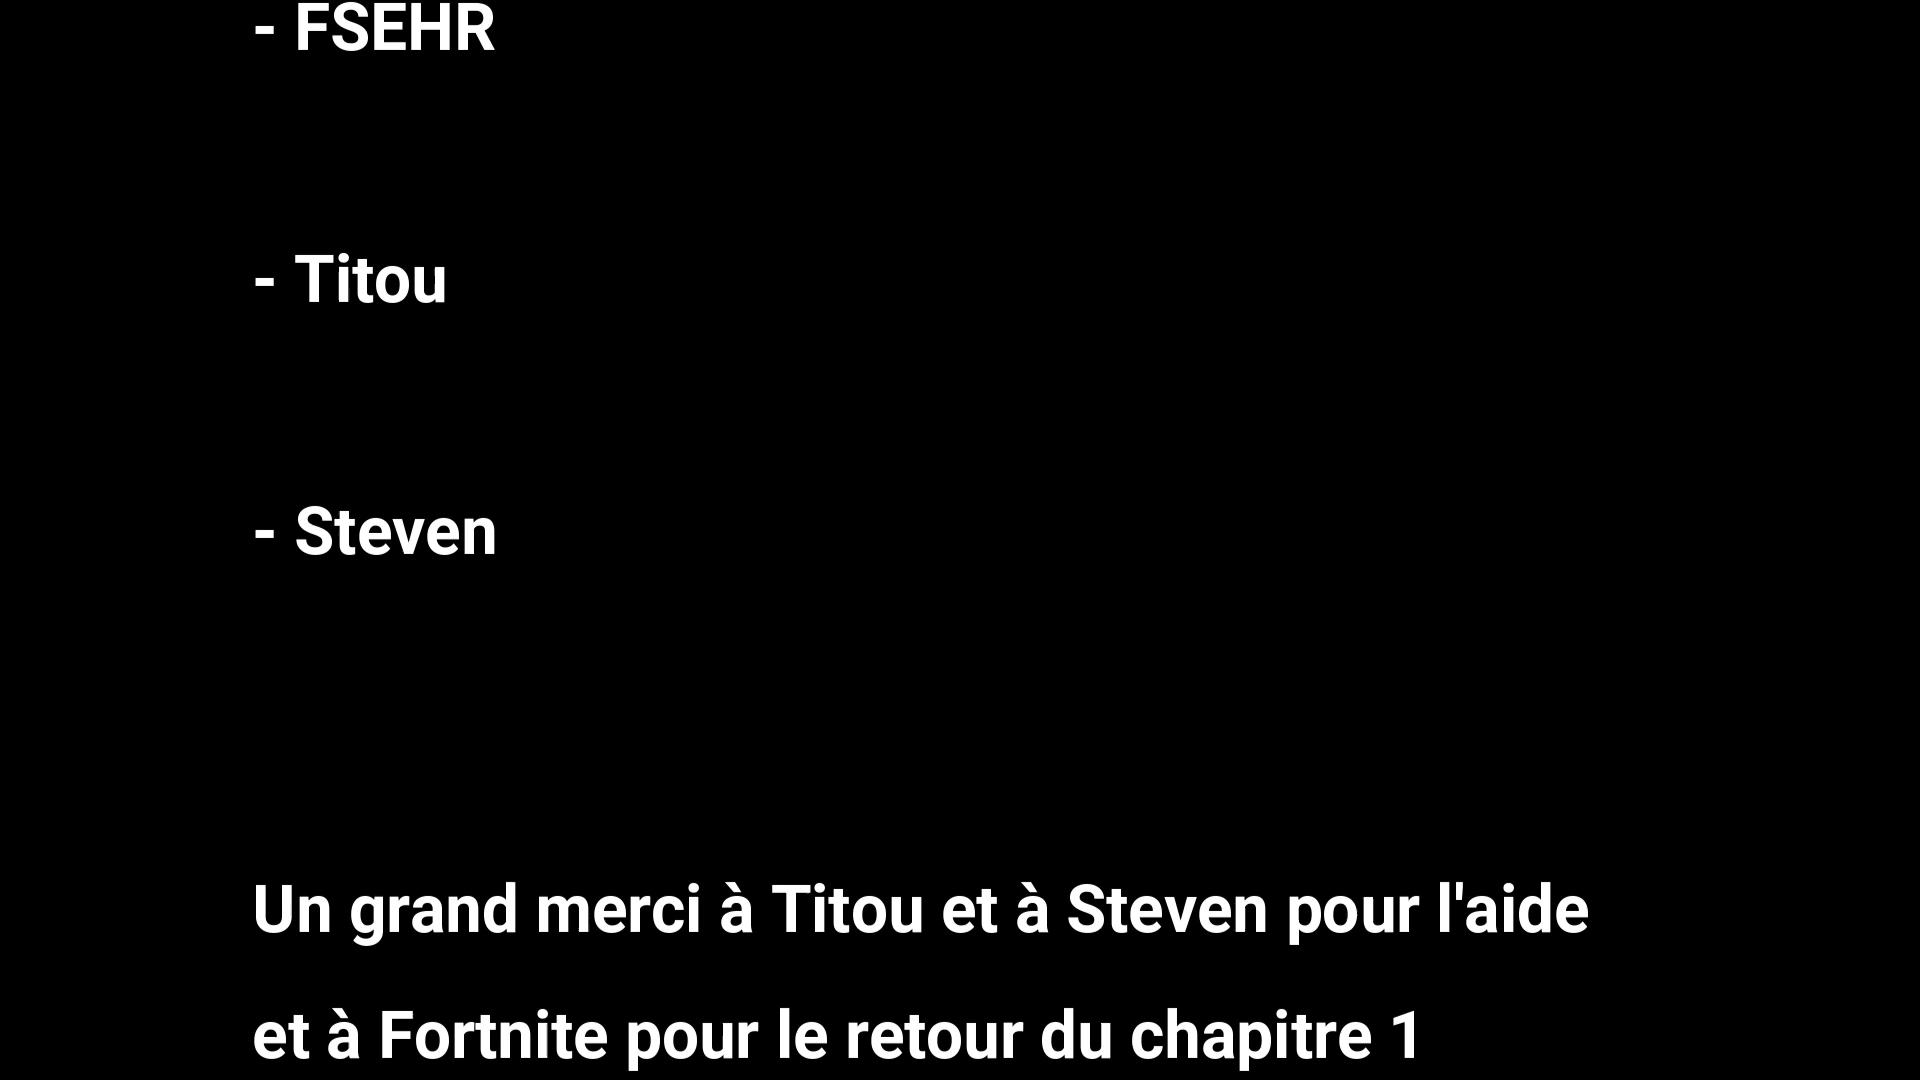 - FSEHR
- Titou
- Steven
Un grand merci à Titou et à Steven pour l'aide
et à Fortnite pour le retour du chapitre 1